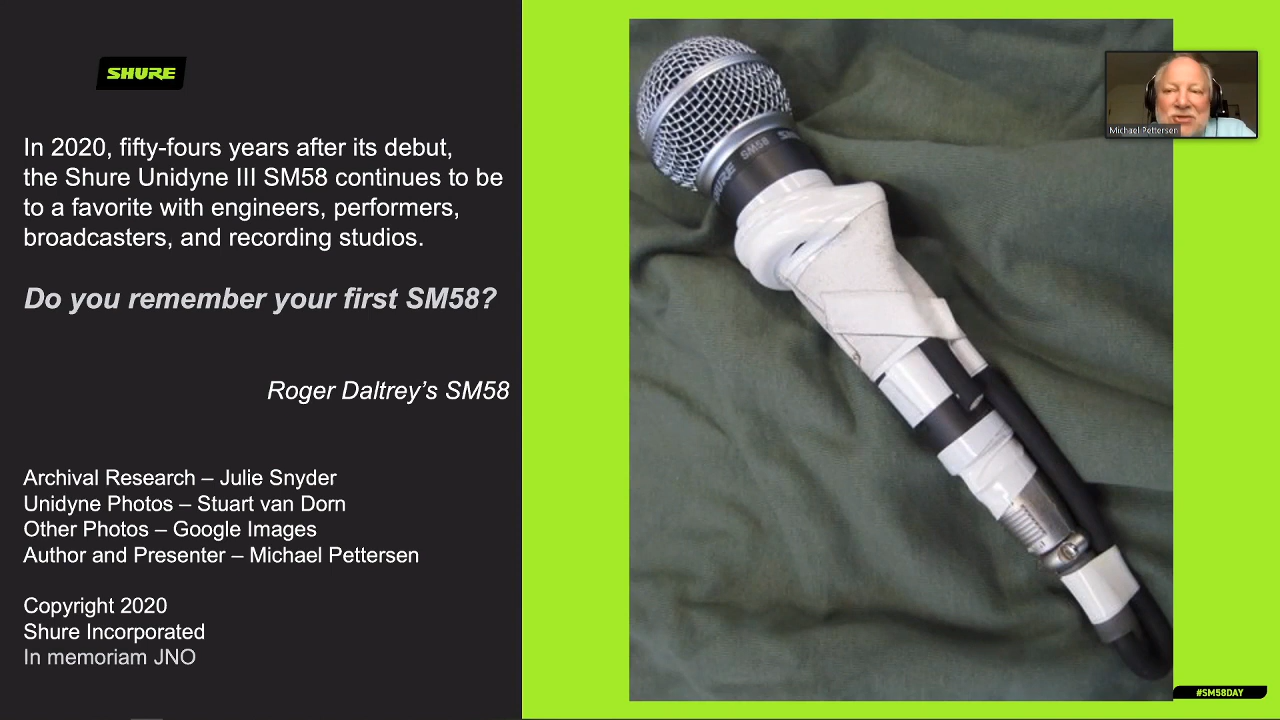 SHURE
In 2020, fifty-fours years after its debut,
the Shure Unidyne III SM58 continues to be
to a favorite with engineers, performers,
broadcasters, and recording studios.
Do you remember your first SM58?
Roger Daltrey’s SM58
Archival Research – Julie Snyder
Unidyne Photos – Stuart van Dorn
Other Photos – Google Images
Author and Presenter – Michael Pettersen
Copyright 2020
Shure Incorporated
In memoriam JNO
SHURE SM58
Michael Pettersen
#SM58DAY